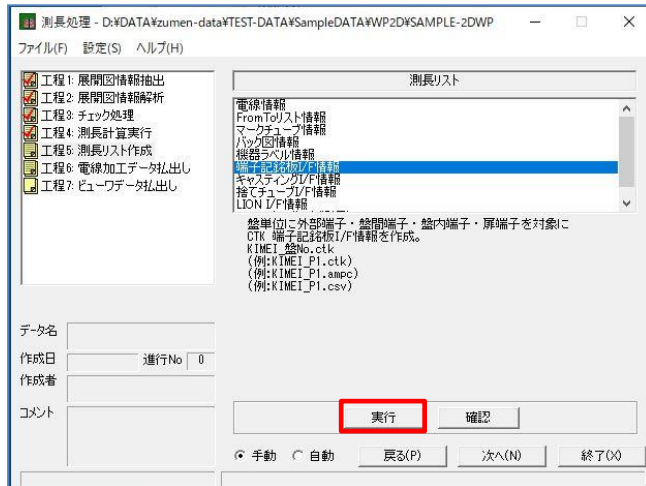 測長処理 - D:¥DATA¥zumen-data¥TEST-DATA¥SampleDATA¥WP2D¥SAMPLE-2DWP
ファイル(F) 設定(S) ヘルプ(H)
工程1: 展開図情報抽出
工程2: 展開図情報解析
工程3: チェック処理
工程4: 測長計算実行
工程5: 測長リスト作成
工程6: 電線加工データ払出し
工程7: ビューワデータ払出し
測長リスト
電線情報
FromToリスト情報
マークチューブ情報
バック図情報
機器ラベル情報
端子記銘板I/F情報
キャスティングI/F情報
捨てチューブI/F情報
LION I/F情報
盤単位に外部端子・盤間端子・盤内端子・扉端子を対象に
CTK 端子記銘板I/F情報を作成。
KIMEI_盤No.ctk
(例:KIMEI_P1.ctk)
(例:KIMEI_P1.ampc)
(例:KIMEI_P1.csv)
データ名
作成日 進行No 0
作成者
コメント
実行 確認
手動 自動 戻る(P) 次へ(N) 終了(X)